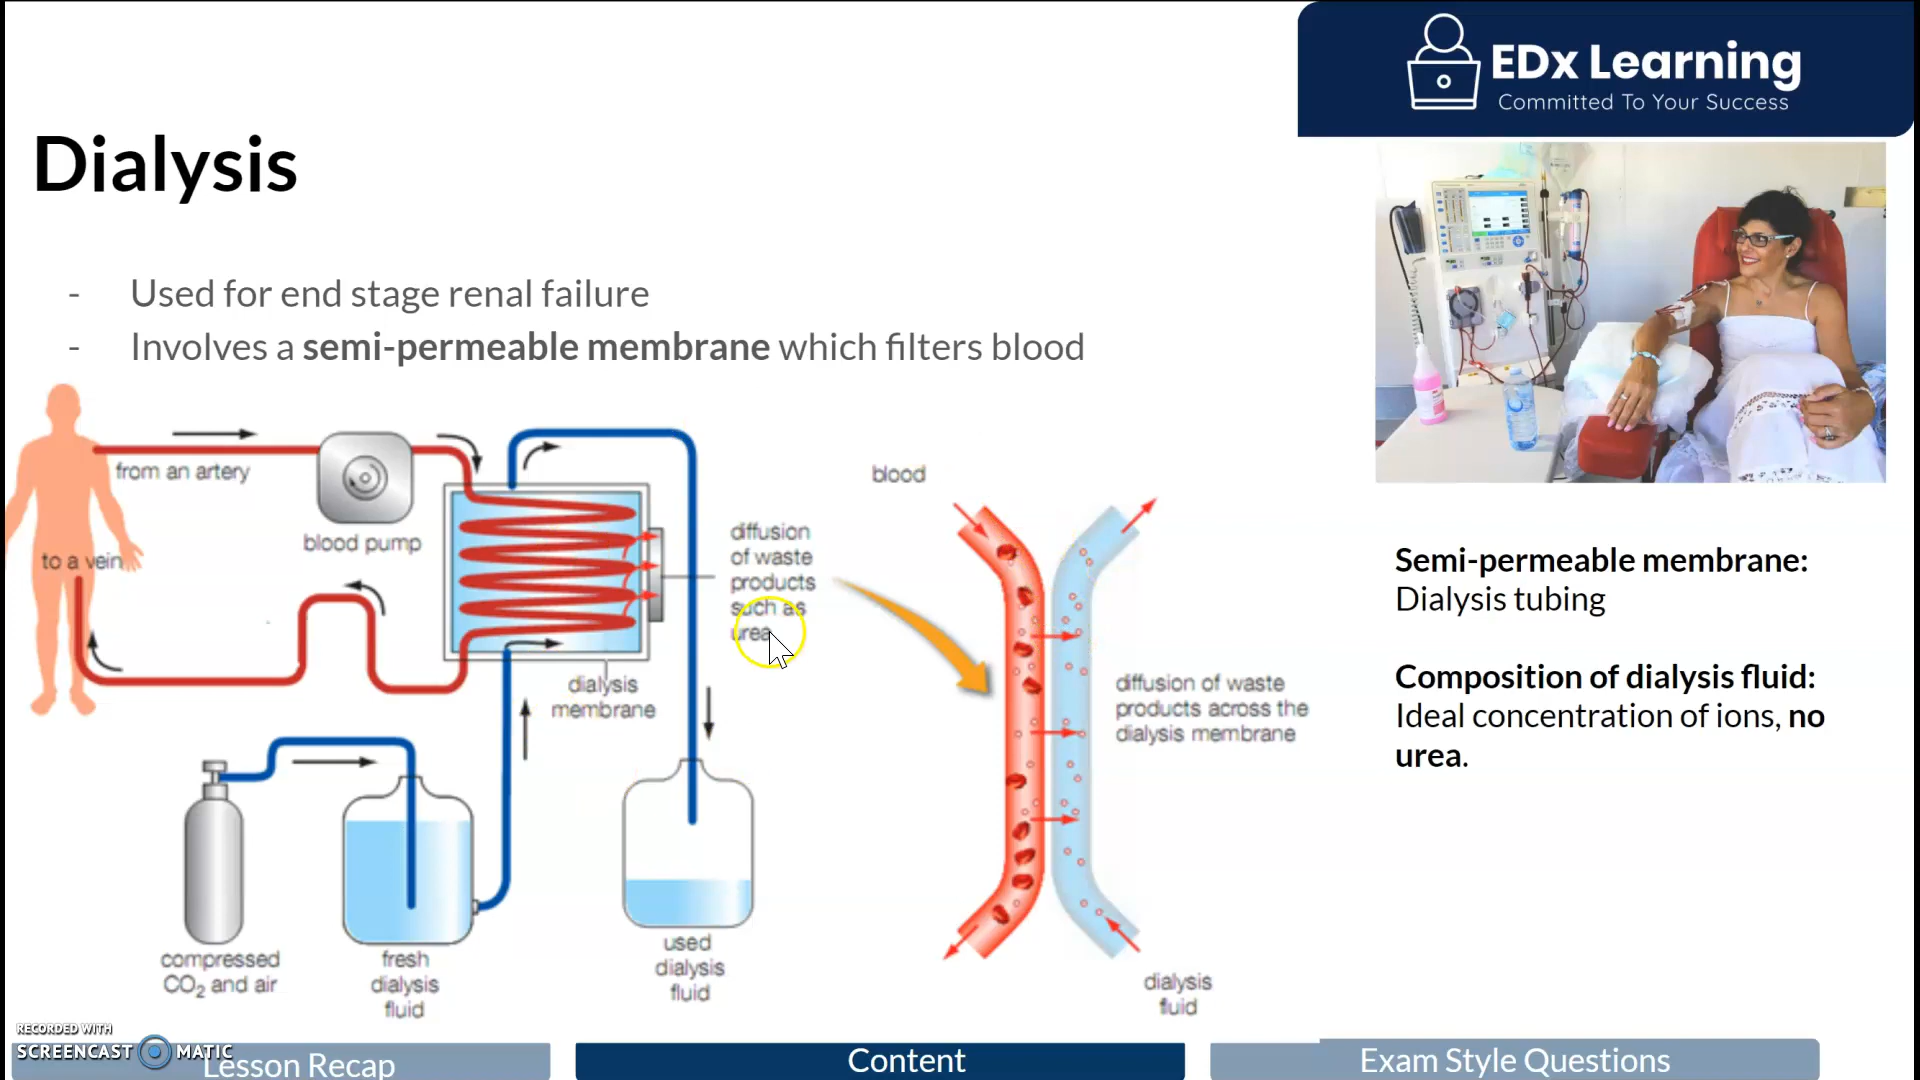 EDx Learning
Committed To Your Success
Dialysis
- Used for end stage renal failure
- Involves a semi-permeable membrane which filters blood
from an artery
blood pump
to a vein
diffusion
of waste
products
such as
urea
dialysis
membrane
compressed
CO₂ and air
fresh
dialysis
fluid
used
dialysis
fluid
blood
diffusion of waste
products across the
dialysis membrane
dialysis
fluid
Semi-permeable membrane:
Dialysis tubing
Composition of dialysis fluid:
Ideal concentration of ions, no
urea.
RECORDED WITH
SCREENCAST MATIC
Lesson Recap
Content
Exam Style Questions